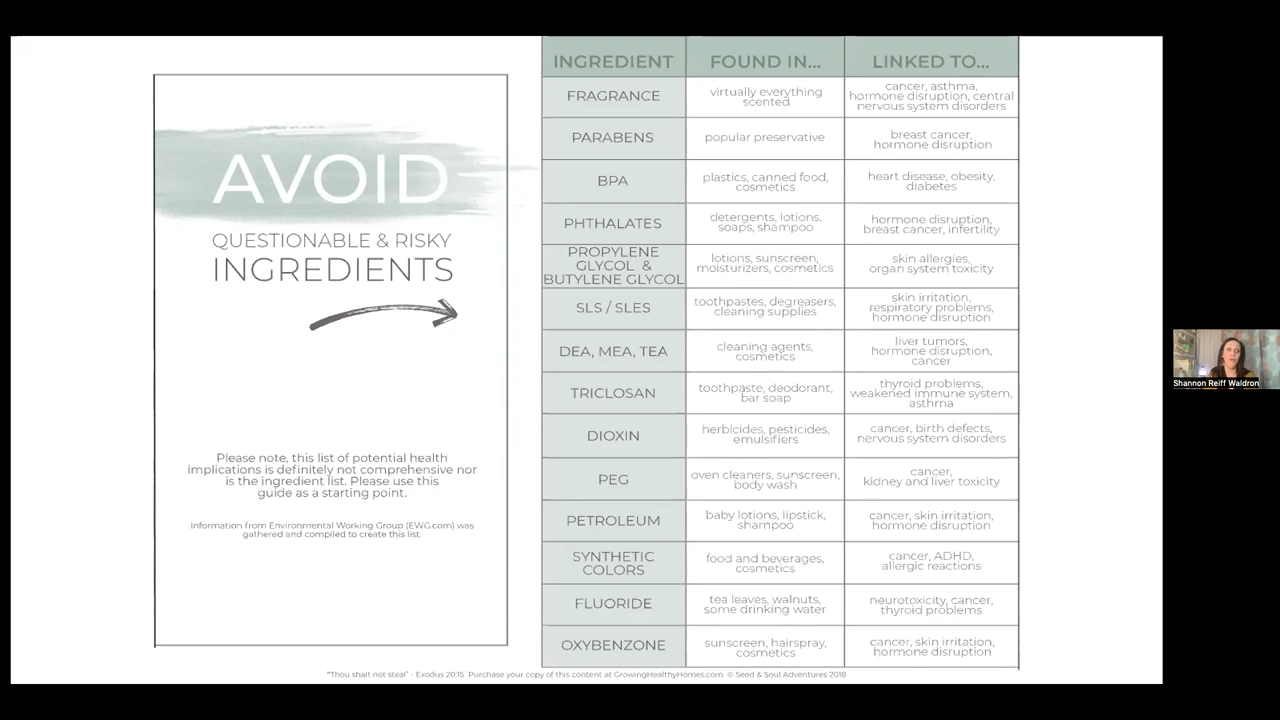 AVOID
QUESTIONABLE & RISKY
INGREDIENTS
Please note, this list of potential health
implications is definitely not comprehensive nor
is the ingredient list. Please use this
guide as a starting point.
Information from Environmental Working Group (EWG.com) was
gathered and compiled to create this list.
INGREDIENT FOUND IN... LINKED TO...
FRAGRANCE
virtually everything
scented
cancer, asthma,
hormone disruption, central
nervous system disorders
PARABENS
popular preservative
breast cancer,
hormone disruption
BPA
plastics, canned food,
cosmetics
heart disease, obesity,
diabetes
PHTHALATES
detergents, lotions,
soaps, shampoo
hormone disruption,
breast cancer, infertility
PROPYLENE
GLYCOL &
BUTYLENE GLYCOL
lotions, sunscreen,
moisturizers, cosmetics
skin allergies,
organ system toxicity
SLS / SLES
toothpastes, degreasers,
cleaning supplies
skin irritation,
respiratory problems,
hormone disruption
DEA, MEA, TEA
cleaning agents,
cosmetics
liver tumors,
hormone disruption,
cancer
TRICLOSAN
toothpaste, deodorant,
bar soap
thyroid problems,
weakened immune system,
asthma
DIOXIN
herbicides, pesticides,
emulsifiers
cancer, birth defects,
nervous system disorders
PEG
oven cleaners, sunscreen,
body wash
cancer,
kidney and liver toxicity
PETROLEUM
baby lotions, lipstick,
shampoo
cancer, skin irritation,
hormone disruption
SYNTHETIC
COLORS
food and beverages,
cosmetics
cancer, ADHD,
allergic reactions
FLUORIDE
tea leaves, walnuts,
some drinking water
neurotoxicity, cancer,
thyroid problems
OXYBENZONE
sunscreen, hairspray,
cosmetics
cancer, skin irritation,
hormone disruption
"Thou shalt not steal" - Exodus 20:15 Purchase your copy of this content at GrowingHealthyHomes.com © Seed & Soul Adventures 2018
Shannon Reiff Waldron